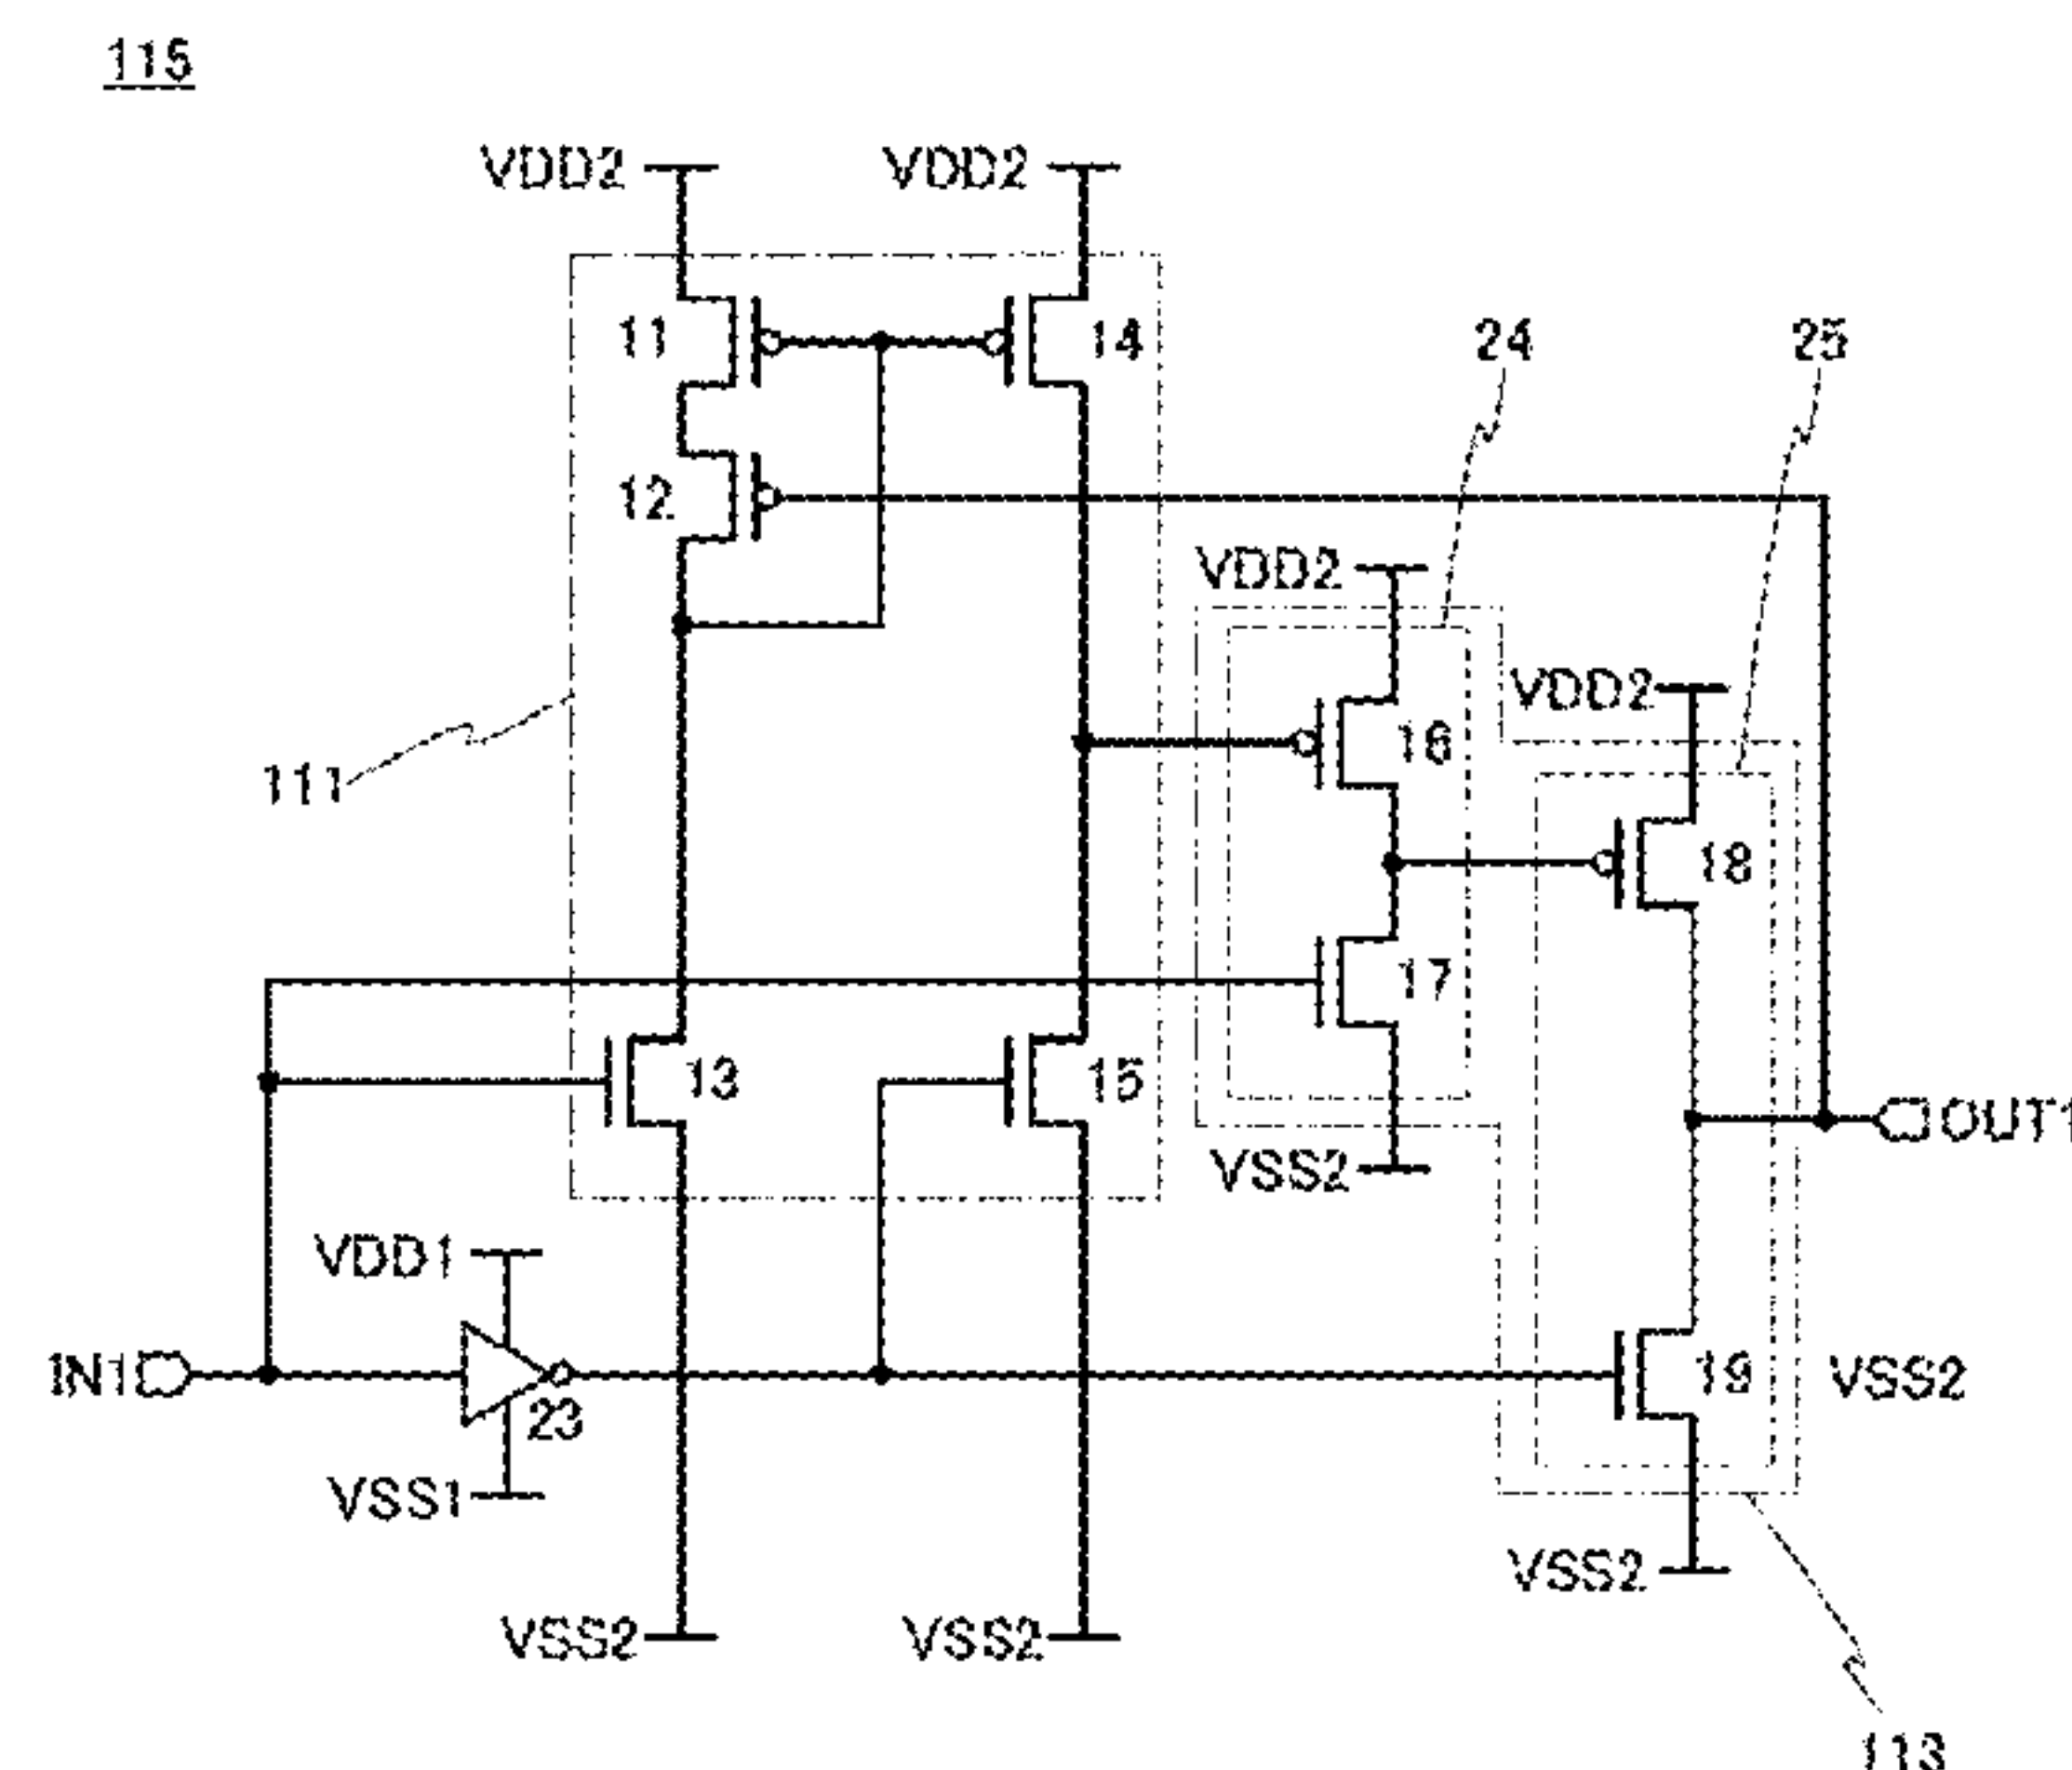 115
VDD2 VDD2
11 14 24 25
12
VDD2
VDD2
16
111
18
17
13 15
OUT1
VSS2
VDD1
IN1 19 VSS2
23
VSS1
VSS2
VSS2 VSS2
113